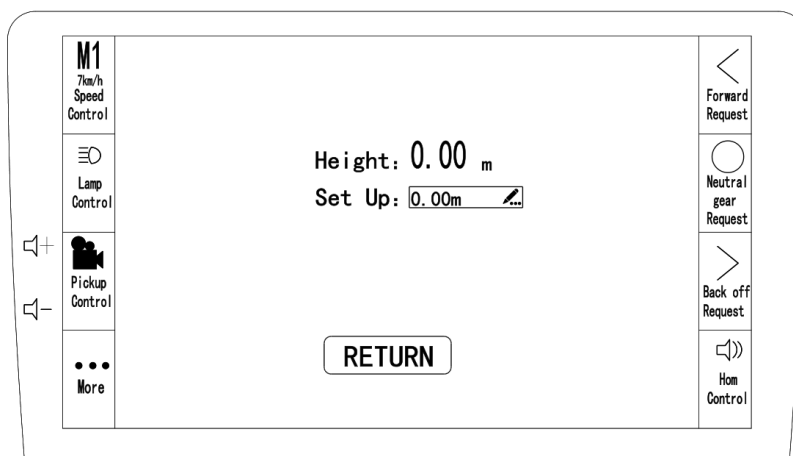 M1
7km/h
Speed
Control
Lamp
Control
Pickup
Control
More
Height: 0.00 m
Set Up: 0.00m
RETURN
Forward
Request
Neutral
gear
Request
Back off
Request
Hom
Control